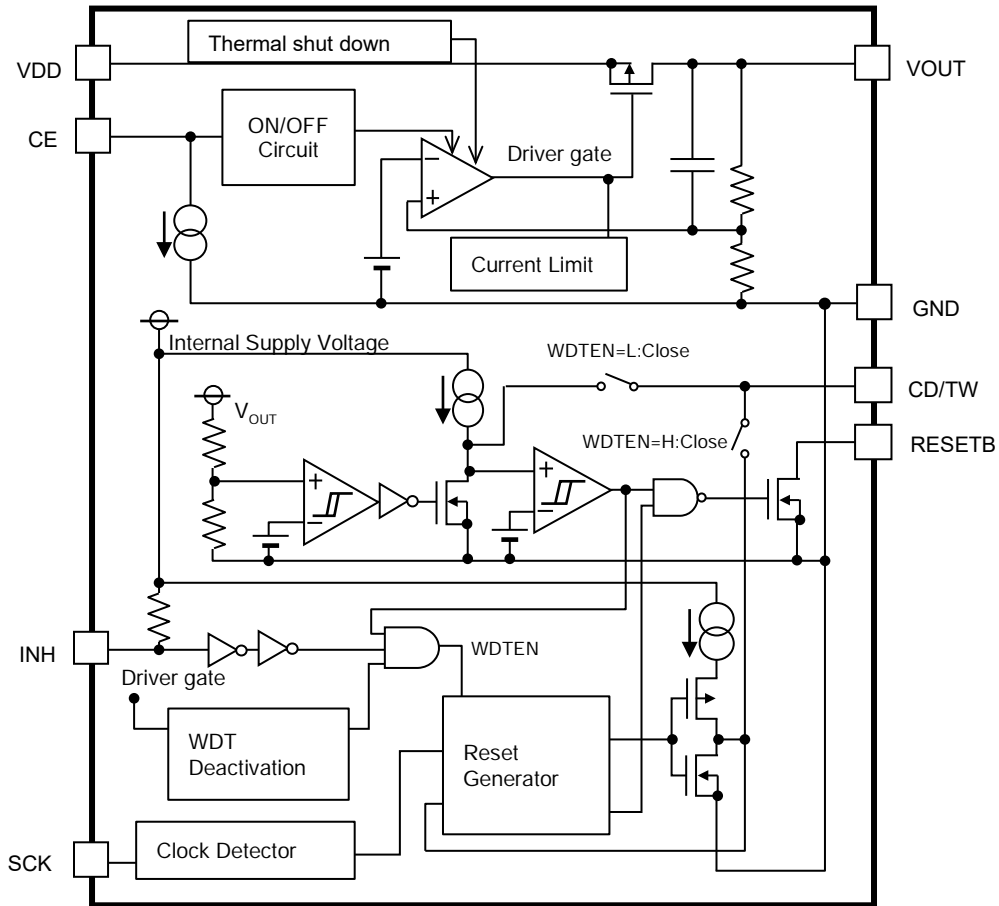 Thermal shut down
VDD
VOUT
CE
ON/OFF
Circuit
Driver gate
−
+
Current Limit
GND
Internal Supply Voltage
WDTEN=L:Close
CD/TW
VOUT
WDTEN=H:Close
RESETB
+
−
+
−
INH
WDTEN
Driver gate
WDT
Deactivation
Reset
Generator
Clock Detector
SCK